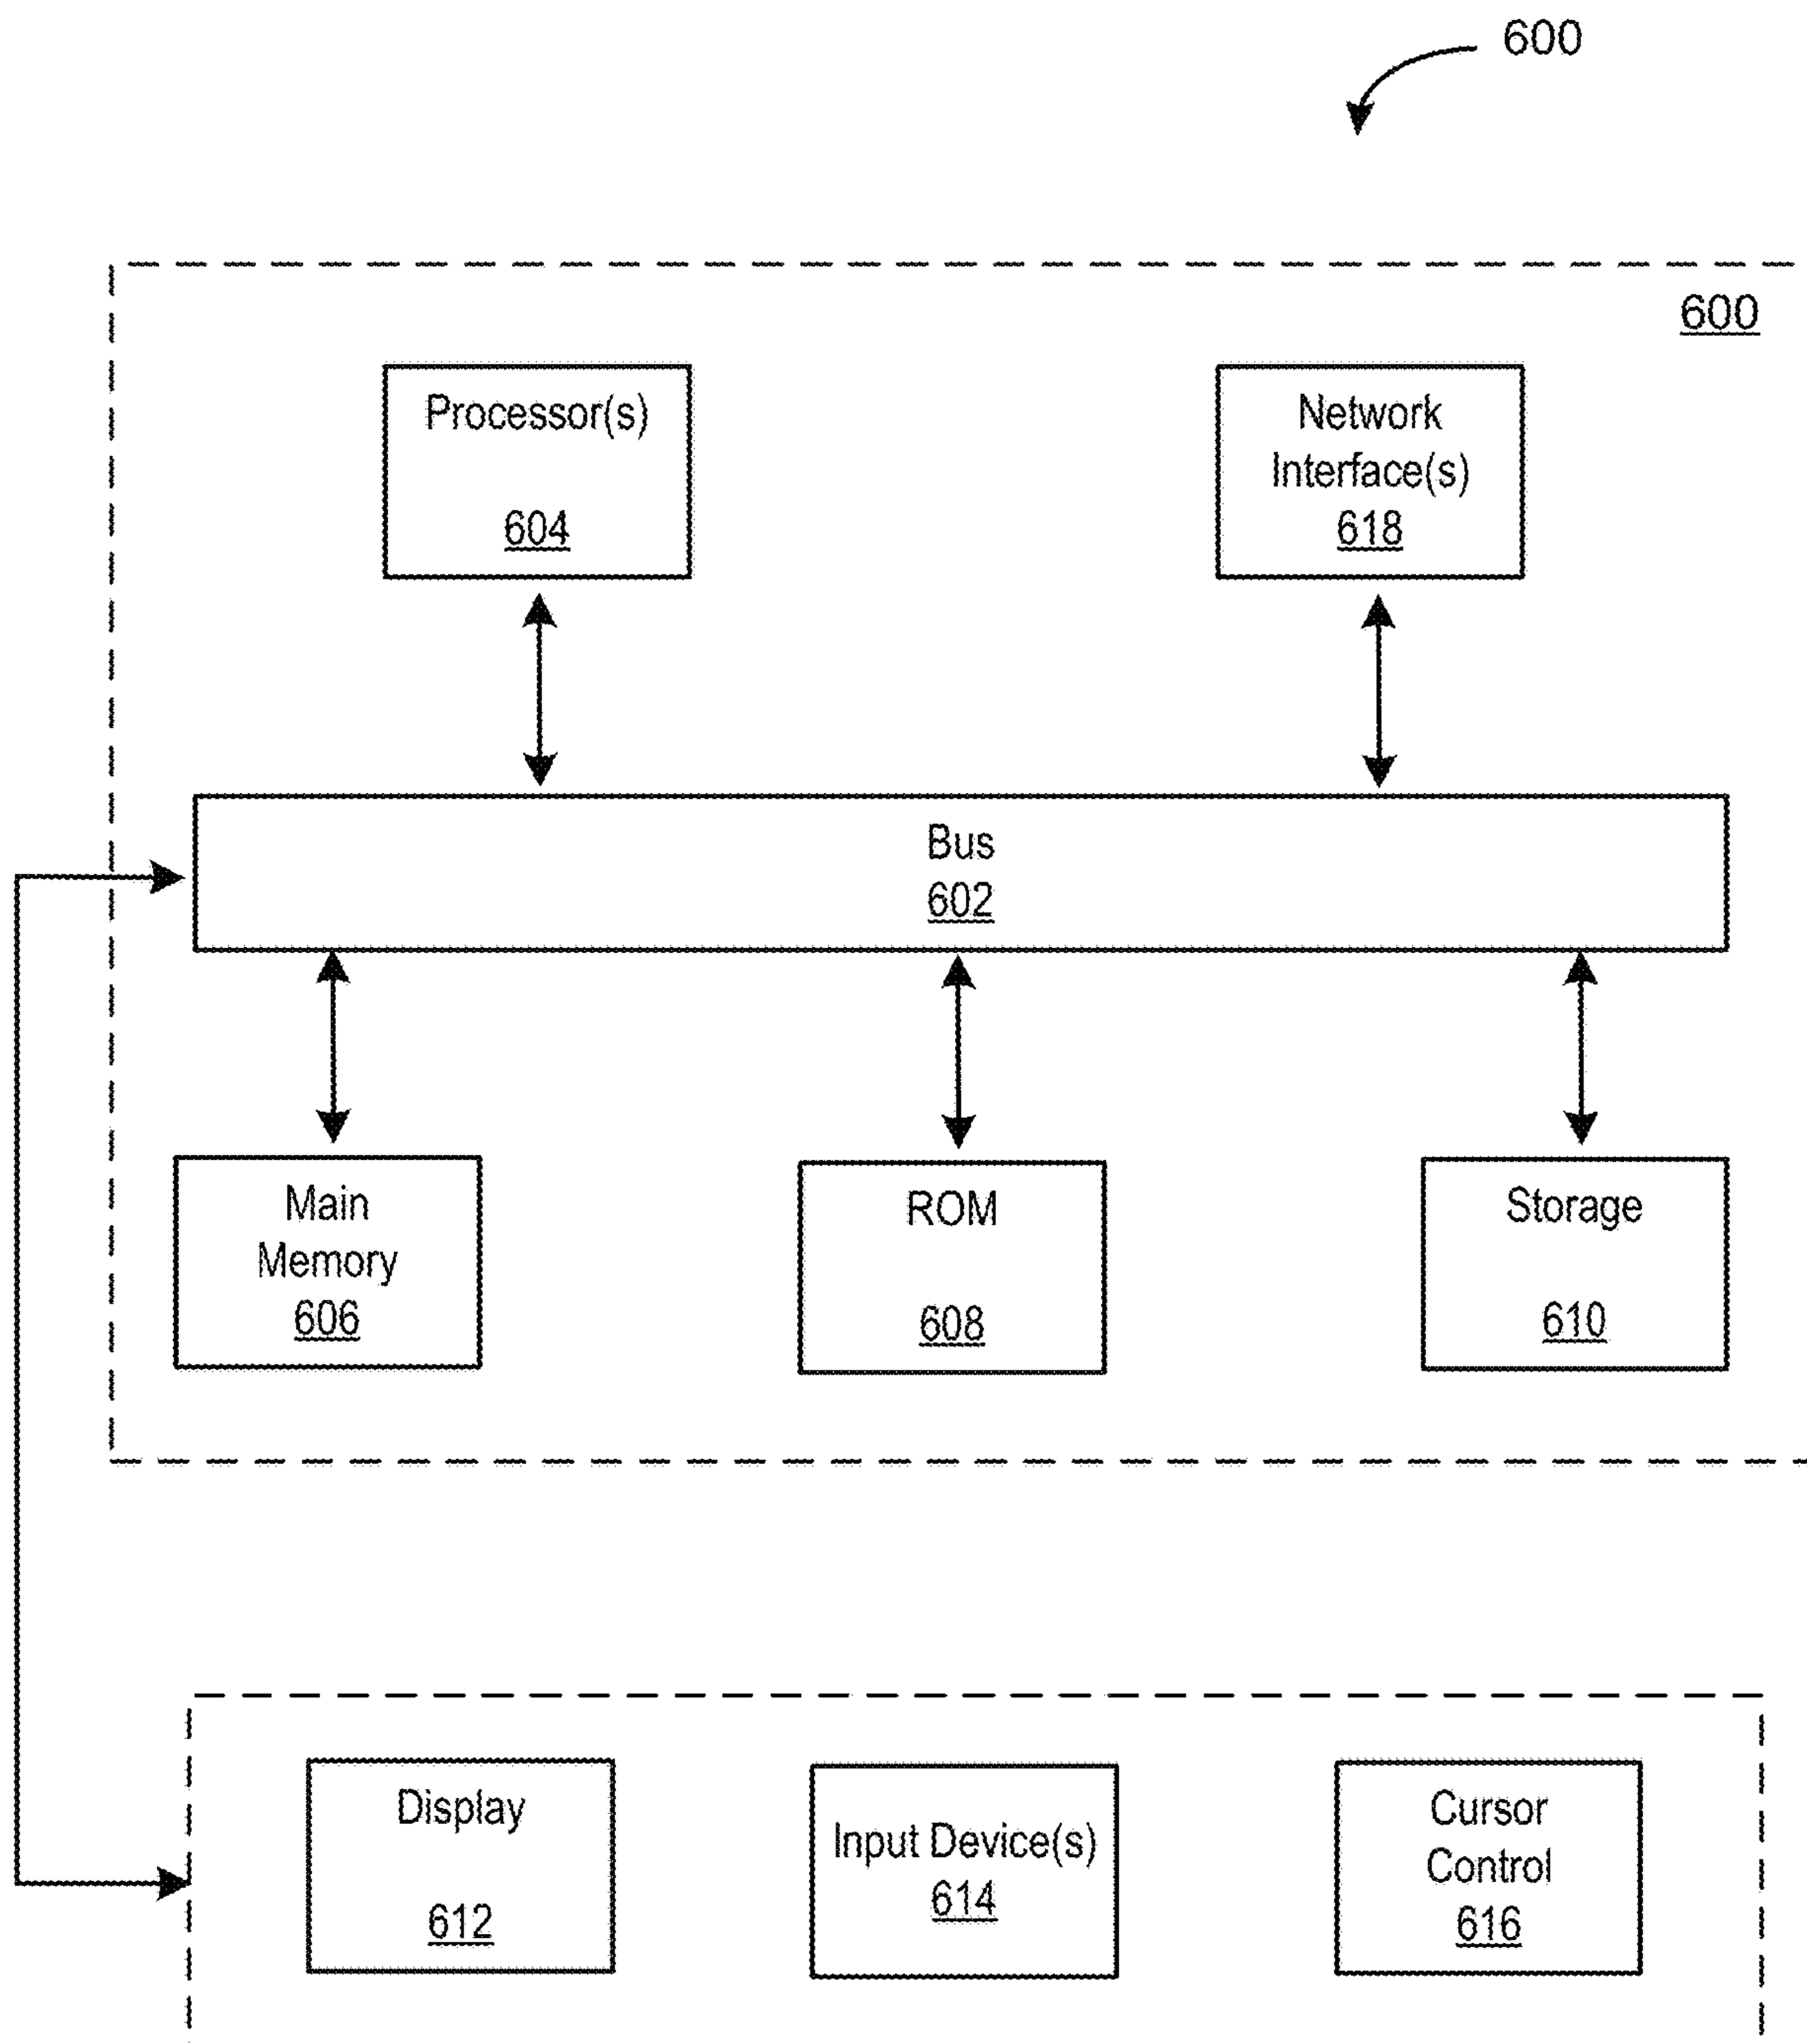 600
600
Processor(s)
604
Network
Interface(s)
618
Bus
602
Main
Memory
606
ROM
608
Storage
610
Display
612
Input Device(s)
614
Cursor
Control
616